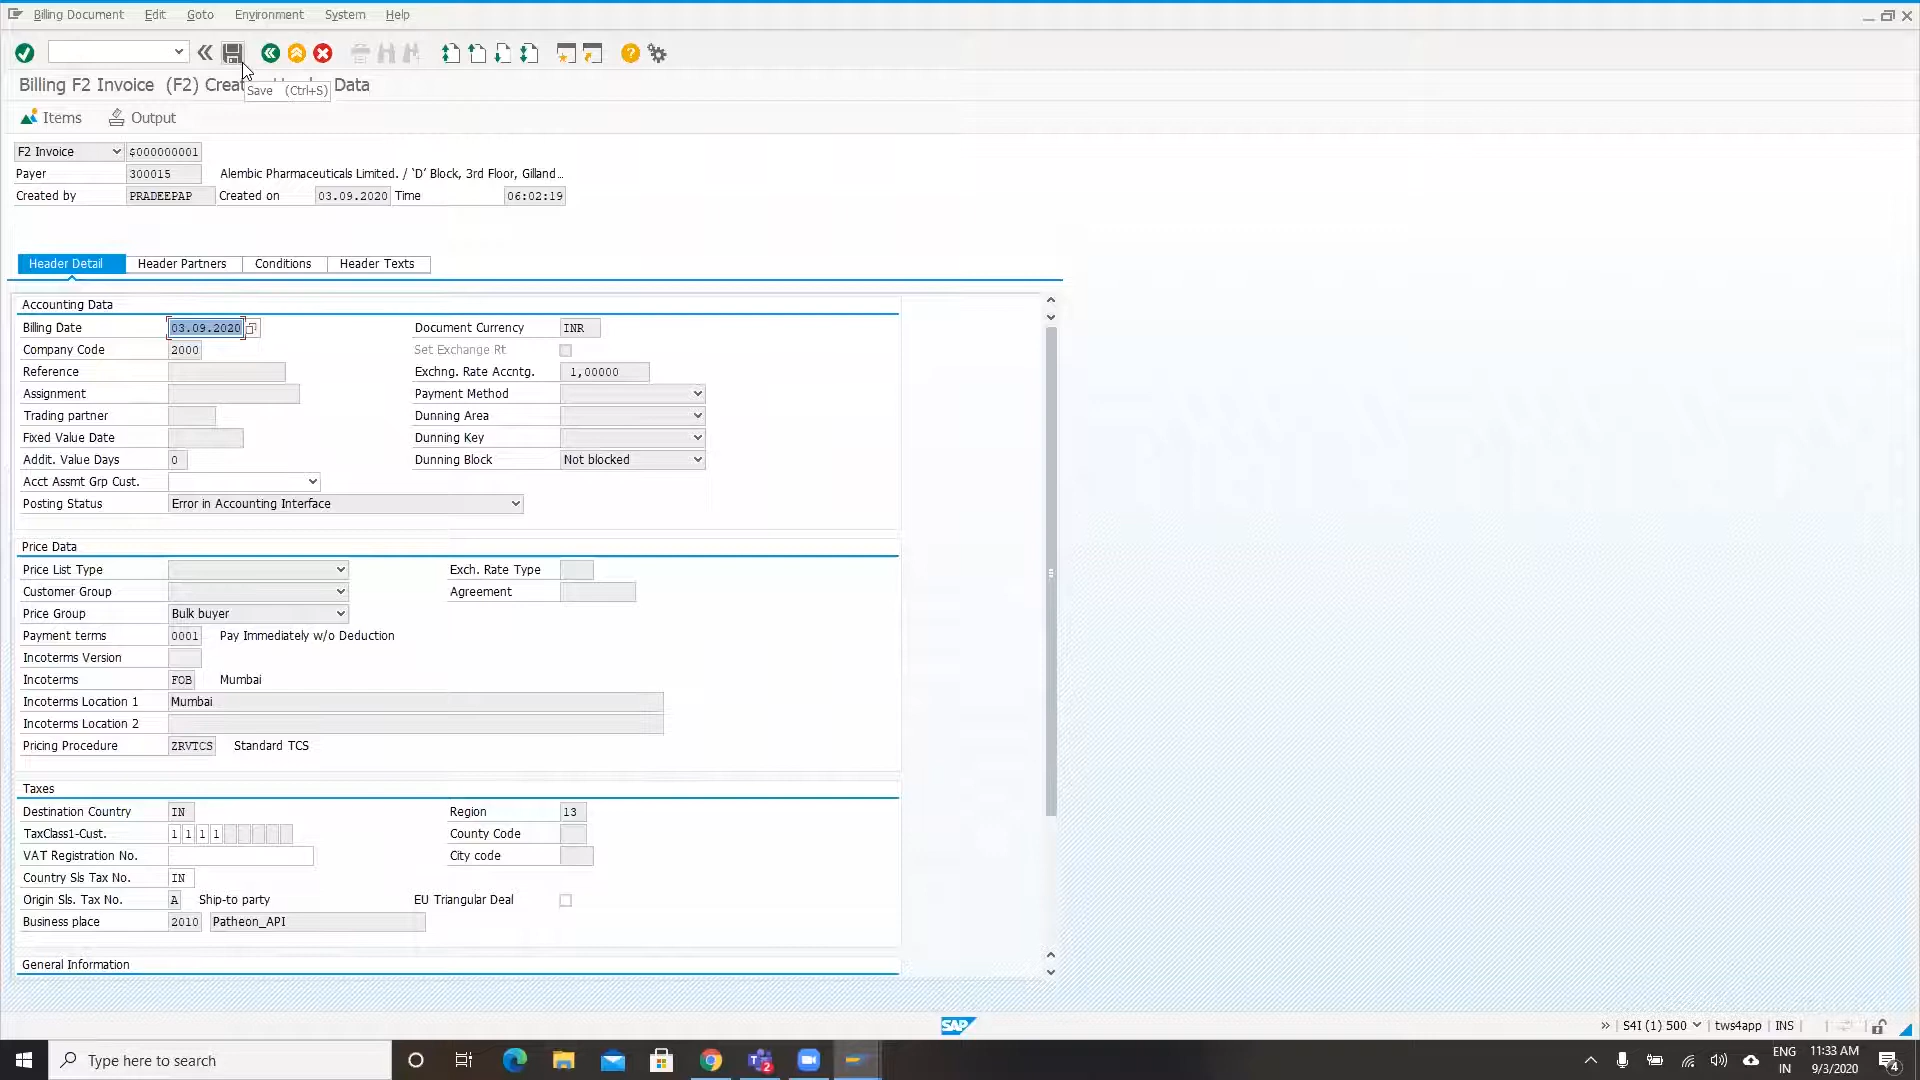 Billing Document Edit Goto Environment System Help
Billing F2 Invoice (F2) Crea Data
Save (Ctrl+S)
Items Output
F2 Invoice $000000001
Payer 300015 Alembic Pharmaceuticals Limited. / 'D' Block, 3rd Floor, Gilland...
Created by PRADEEPAP Created on 03.09.2020 Time 06:02:19
Header Detail Header Partners Conditions Header Texts
Accounting Data
Billing Date 03.09.2020 Document Currency INR
Company Code 2000 Set Exchange Rt
Reference Exchng. Rate Accntg. 1,00000
Assignment Payment Method
Trading partner Dunning Area
Fixed Value Date Dunning Key
Addit. Value Days 0 Dunning Block Not blocked
Acct Assmt Grp Cust.
Posting Status Error in Accounting Interface
Price Data
Price List Type Exch. Rate Type
Customer Group Agreement
Price Group Bulk buyer
Payment terms 0001 Pay Immediately w/o Deduction
Incoterms Version
Incoterms FOB Mumbai
Incoterms Location 1 Mumbai
Incoterms Location 2
Pricing Procedure ZRVTCS Standard TCS
Taxes
Destination Country IN Region 13
TaxClass1-Cust. 1 1 1 1 County Code
VAT Registration No. City code
Country Sls Tax No. IN
Origin Sls. Tax No. A Ship-to party EU Triangular Deal
Business place 2010 Patheon_API
General Information
SAP S4I (1) 500 tws4app INS
Type here to search 2 ENG IN 11:33 AM 9/3/2020 4